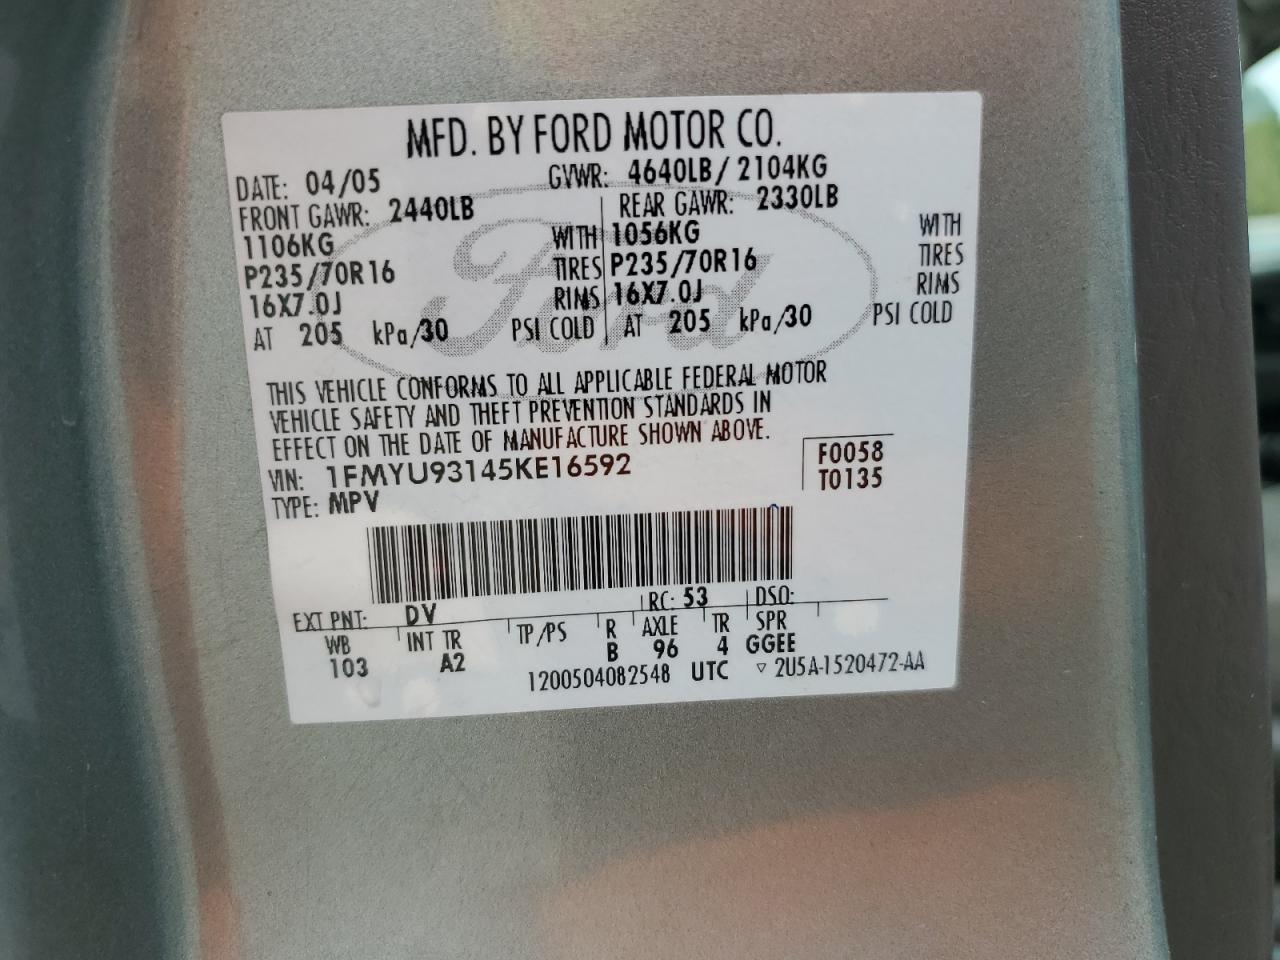 MFD. BY FORD MOTOR CO.
DATE: 04/05 GVWR: 4640LB/2104KG
FRONT GAWR: 2440LB REAR GAWR: 2330LB
1106KG WITH 1056KG WITH
P235/70R16 TIRES P235/70R16 TIRES
16X7.0J RIMS 16X7.0J RIMS
AT 205 kPa/30 PSI COLD AT 205 kPa/30 PSI COLD
Ford
THIS VEHICLE CONFORMS TO ALL APPLICABLE FEDERAL MOTOR
VEHICLE SAFETY AND THEFT PREVENTION STANDARDS IN
EFFECT ON THE DATE OF MANUFACTURE SHOWN ABOVE.
VIN: 1FMYU93145KE16592 F0058
TYPE: MPV T0135
EXT PNT: DV RC: 53 DSO:
WB INT TR TP/PS R AXLE TR SPR
103 A2 B 96 4 GGEE
1200504082548 UTC ▽ 2U5A-1520472-AA